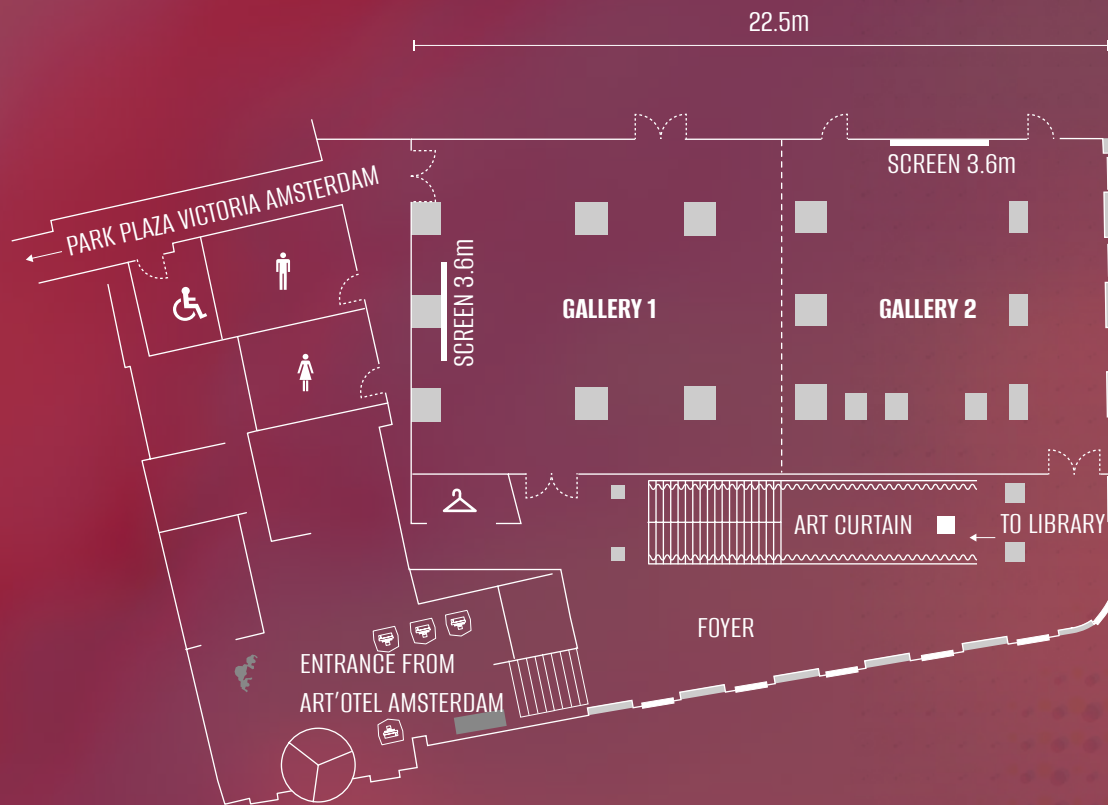 22.5m
SCREEN 3.6m
PARK PLAZA VICTORIA AMSTERDAM
SCREEN 3.6m
GALLERY 1
GALLERY 2
ART CURTAIN
TO LIBRARY
FOYER
ENTRANCE FROM
ART'OTEL AMSTERDAM